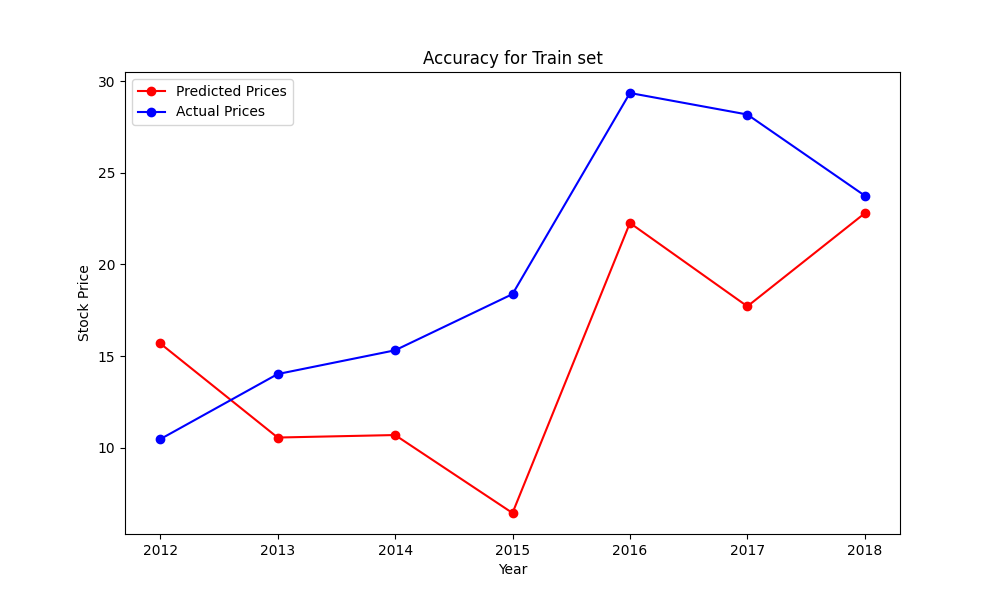 Accuracy for Train set
Predicted Prices
Actual Prices
30
25
20
15
10
Stock Price
2012 2013 2014 2015 2016 2017 2018
Year